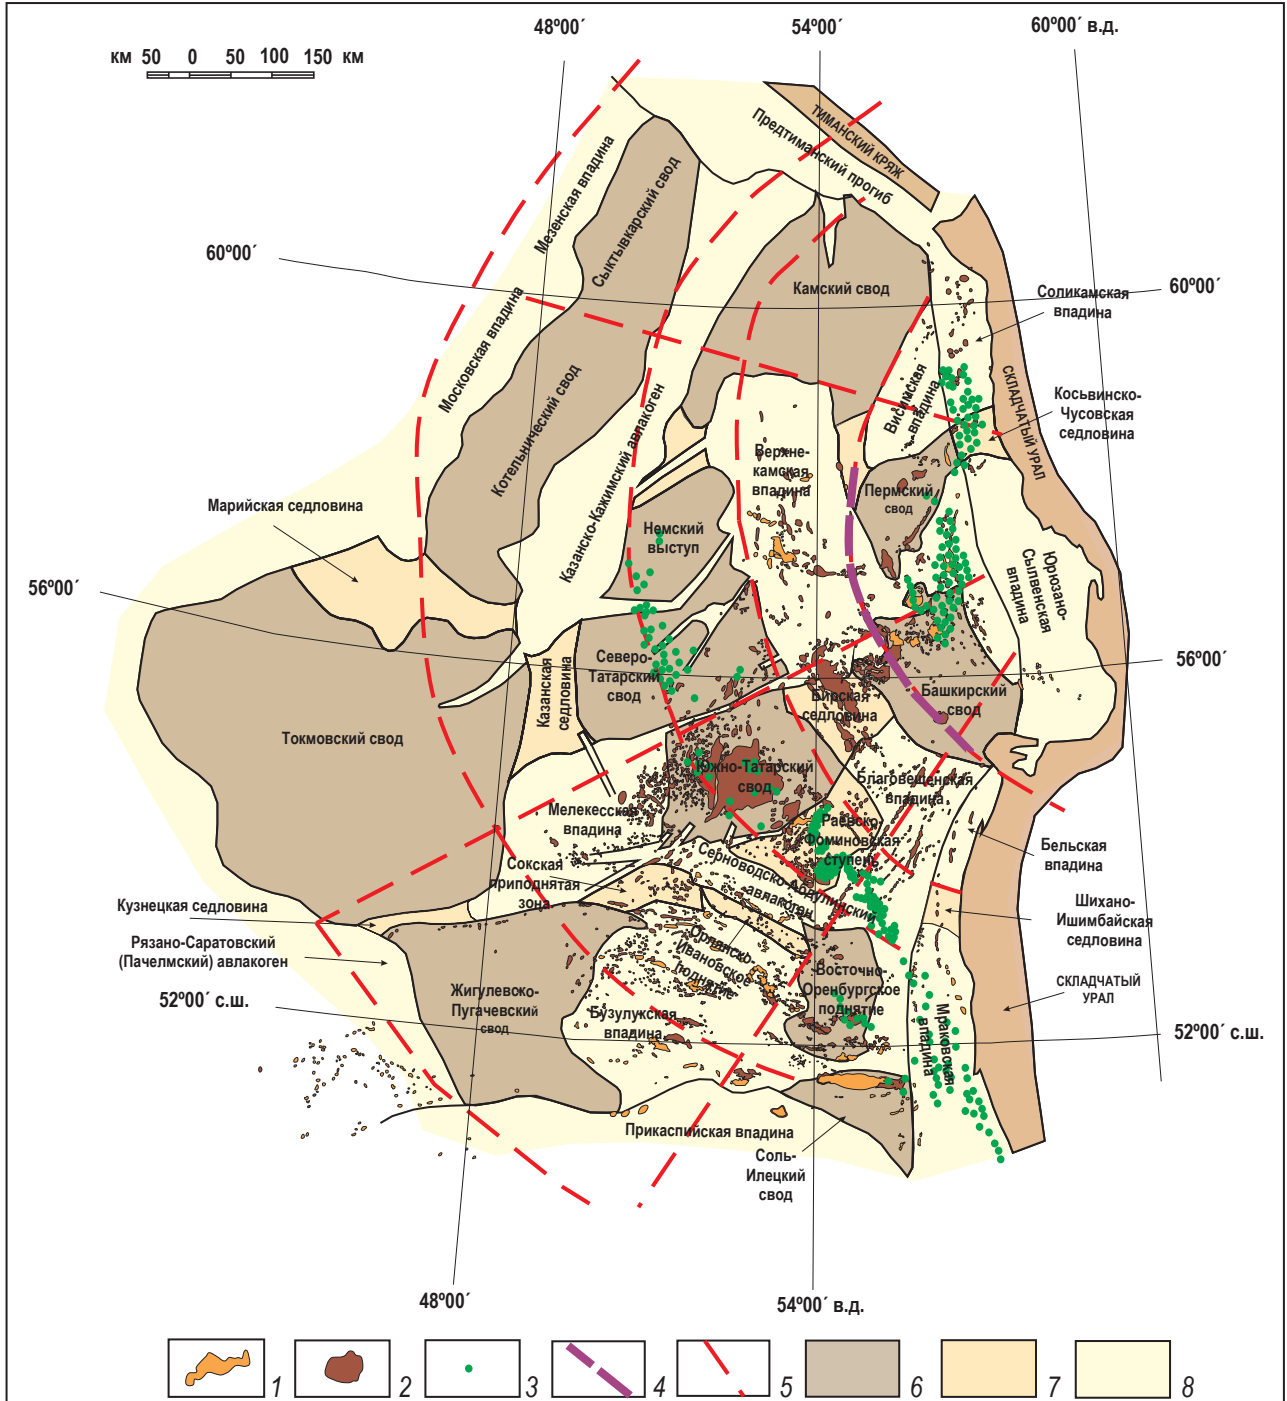 48º00´
54º00´
60º00´ в.д.
км 50 0 50 100 150 км
ТИМАНСКИЙ КРЯЖ
Предтиманский прогиб
Мезенская впадина
Сыктывкарский свод
60º00´
Камский свод
60º00´
Соликамская
впадина
Московская впадина
Висимская
впадина
СКЛАДЧАТЫЙ УРАЛ
Косьвинско-
Чусовская
седловина
Котельнический свод
Казанско-Кажимский авлакоген
Верхне-
камская
впадина
Пермский
свод
Марийская седловина
Немский
выступ
Юрюзано-
Сылвенская
впадина
56º00´
56º00´
Северо-
Татарский
свод
Казанская
седловина
Бирская
седловина
Башкирский
свод
Токмовский свод
Южно-Татарский
свод
Благовещенская
впадина
Мелекесская
впадина
Раевско-
Фоминовская
ступень
Бельская
впадина
Сокская
приподнятая
зона
Серноводско-Абдулинский
авлакоген
Кузнецкая седловина
Шихано-
Ишимбайская
седловина
Рязано-Саратовский
(Пачелмский) авлакоген
Орлянско-
Ивановское
поднятие
Восточно-
Оренбургское
поднятие
СКЛАДЧАТЫЙ
УРАЛ
52º00´ с.ш.
Жигулевско-
Пугачевский
свод
Бузулукская
впадина
Мраковская
впадина
52º00´ с.ш.
Прикаспийская впадина
Соль-
Илецкий
свод
48º00´
54º00´ в.д.
1 2 3 4 5 6 7 8